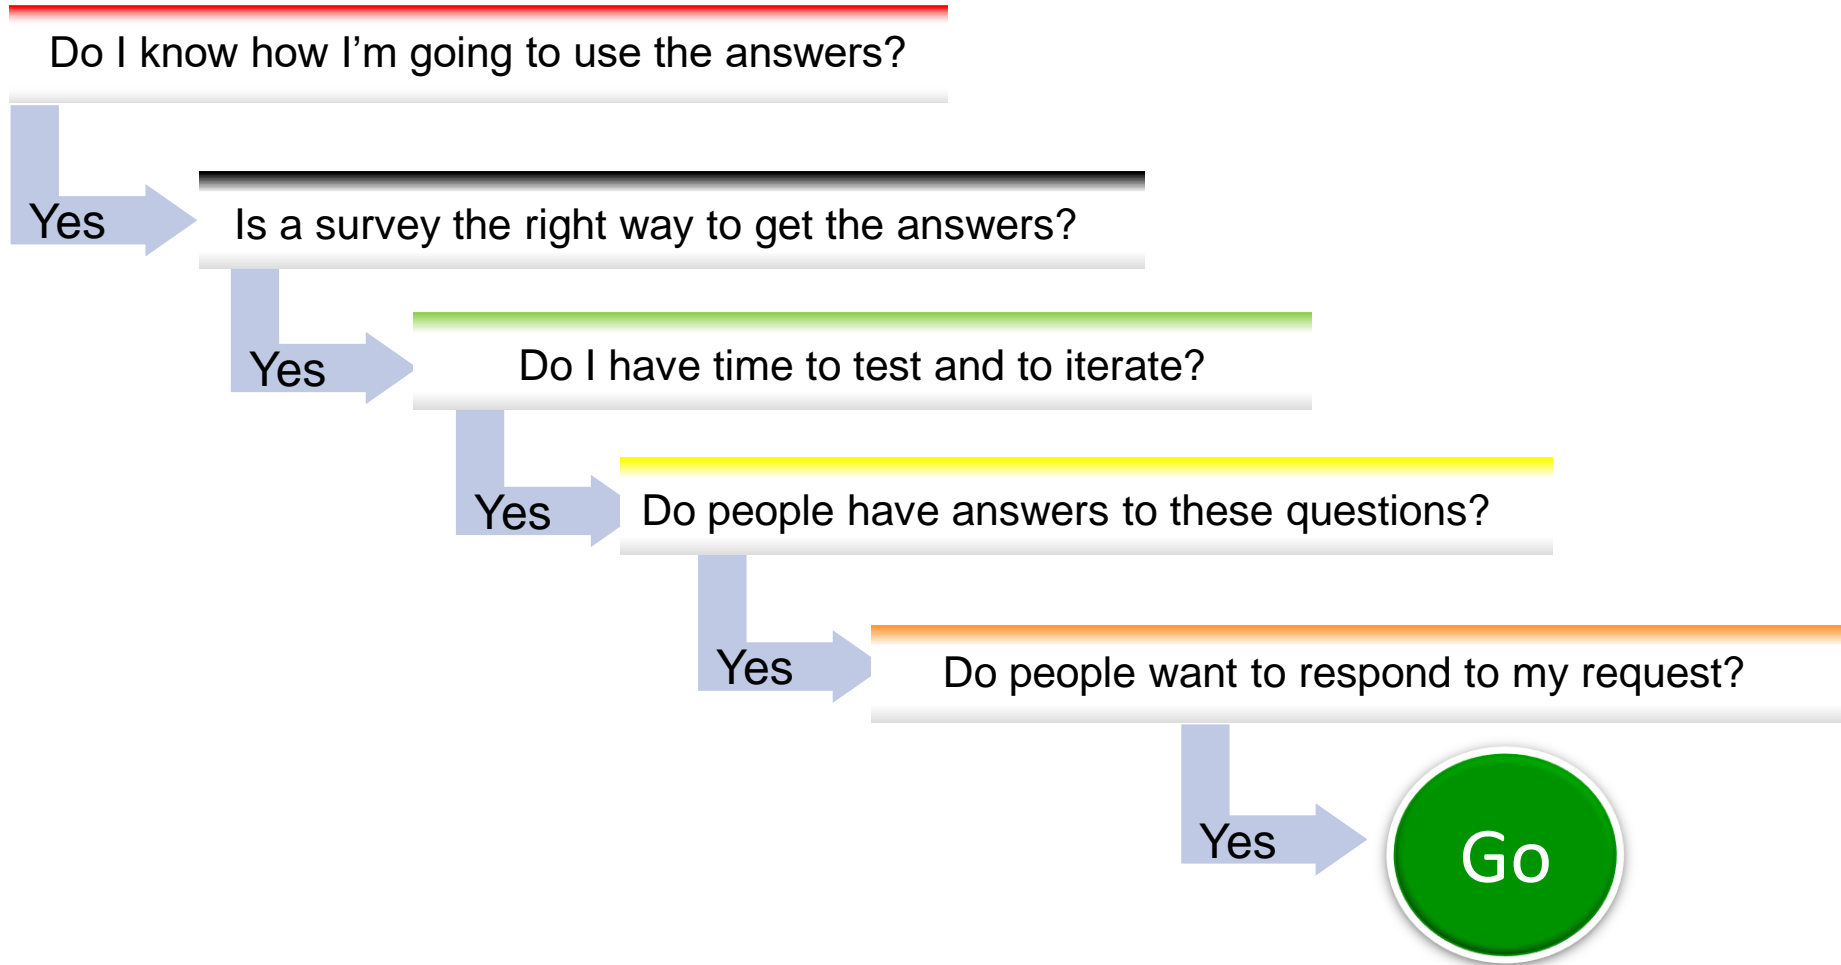 Do I know how I’m going to use the answers?
Yes
Is a survey the right way to get the answers?
Yes
Do I have time to test and to iterate?
Yes
Do people have answers to these questions?
Yes
Do people want to respond to my request?
Yes
Go